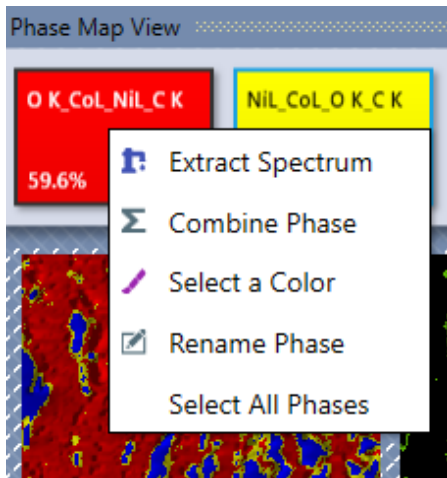 Phase Map View
O K_CoL_NiL_C K
NiL_CoL_O K_C K
59.6%
Extract Spectrum
Combine Phase
Select a Color
Rename Phase
Select All Phases